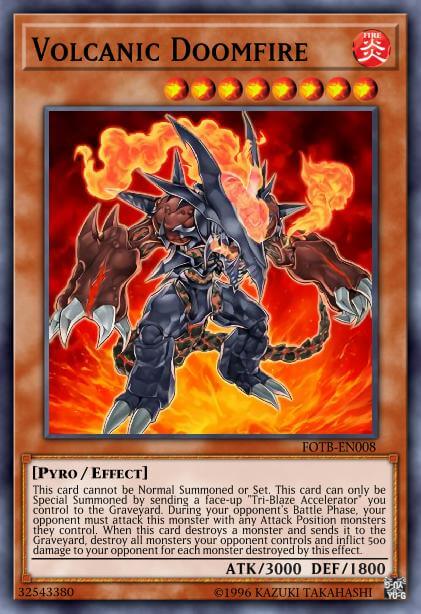 Volcanic Doomfire
FIRE
炎
FOTB-EN008
[Pyro / Effect]
This card cannot be Normal Summoned or Set. This card can only be
Special Summoned by sending a face-up "Tri-Blaze Accelerator" you
control to the Graveyard. During your opponent's Battle Phase, your
opponent must attack this monster with any Attack Position monsters
they control. When this card destroys a monster and sends it to the
Graveyard, destroy all monsters your opponent controls and inflict 500
damage to your opponent for each monster destroyed by this effect.
ATK/3000 DEF/1800
32543380
©1996 KAZUKI TAKAHASHI